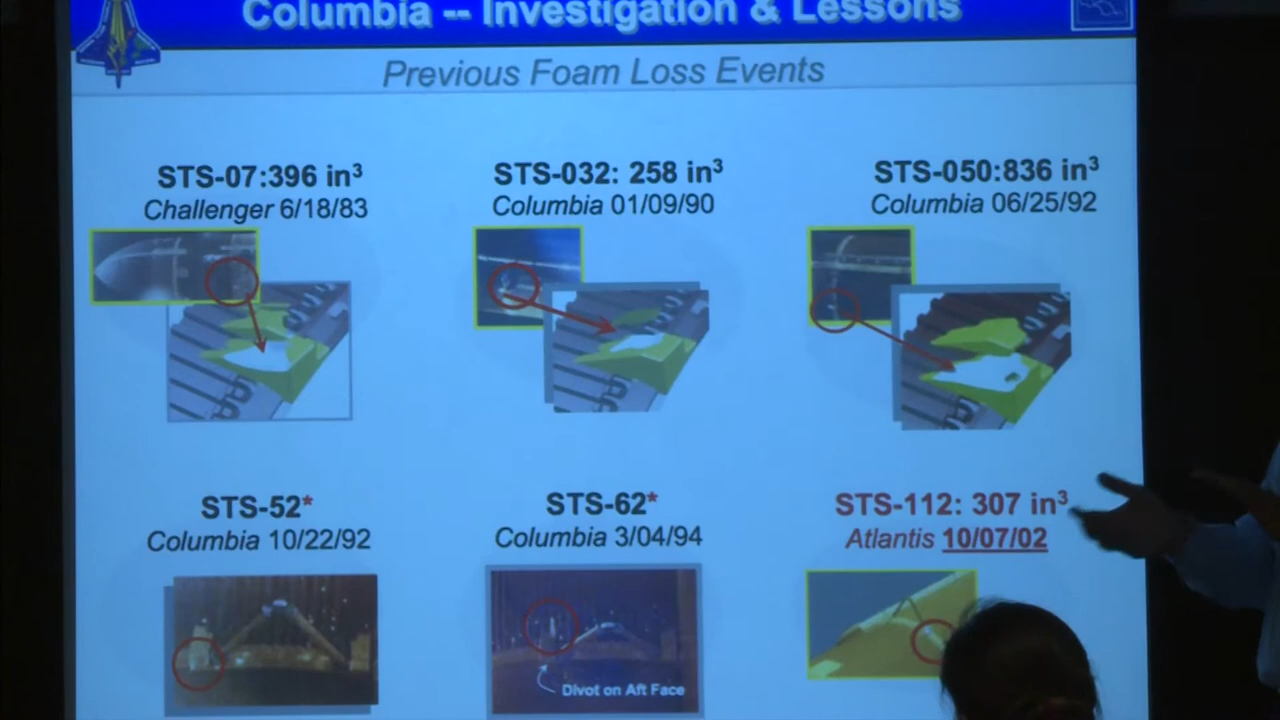 Columbia -- Investigation & Lessons
Previous Foam Loss Events
STS-07:396 in³
Challenger 6/18/83
STS-032: 258 in³
Columbia 01/09/90
STS-050:836 in³
Columbia 06/25/92
STS-52*
Columbia 10/22/92
STS-62*
Columbia 3/04/94
Divot on Aft Face
STS-112: 307 in³
Atlantis 10/07/02